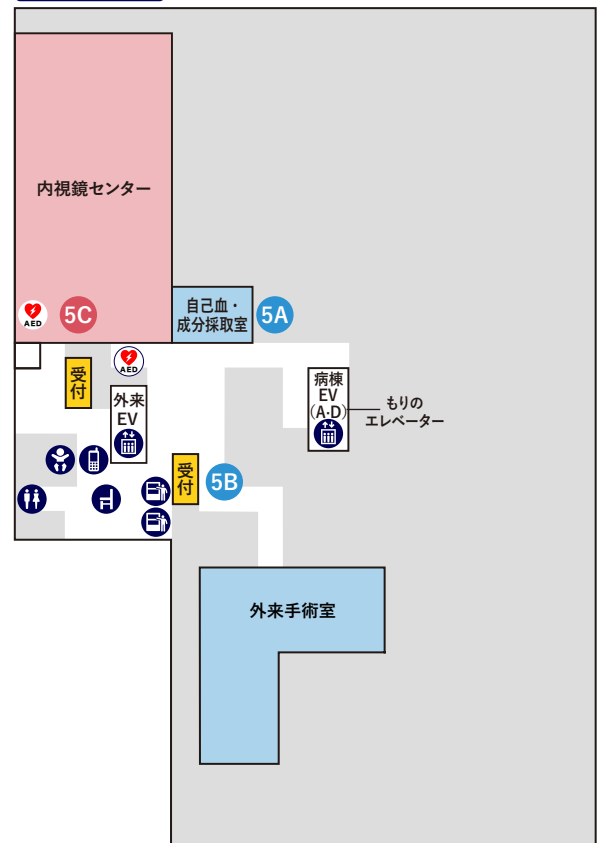 内視鏡センター
AED
5C
自己血・
成分採取室
5A
AED
受付
外来
EV
病棟
EV
(A・D)
もりの
エレベーター
受付
5B
外来手術室